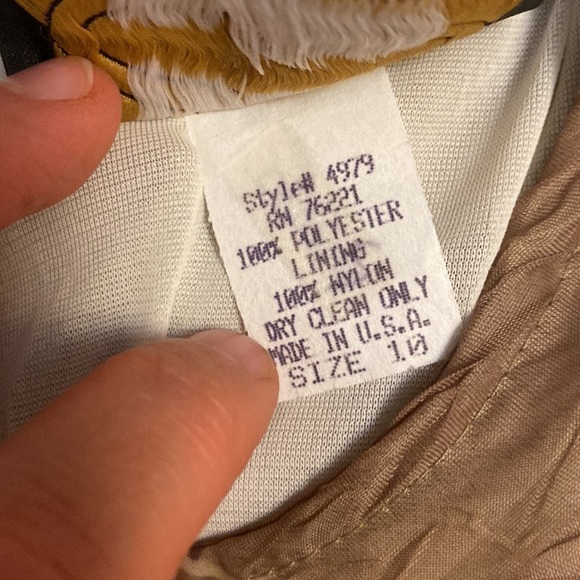 Style# 4979
RN 76221
100% POLYESTER
LINING
100% NYLON
DRY CLEAN ONLY
MADE IN U.S.A.
SIZE 10